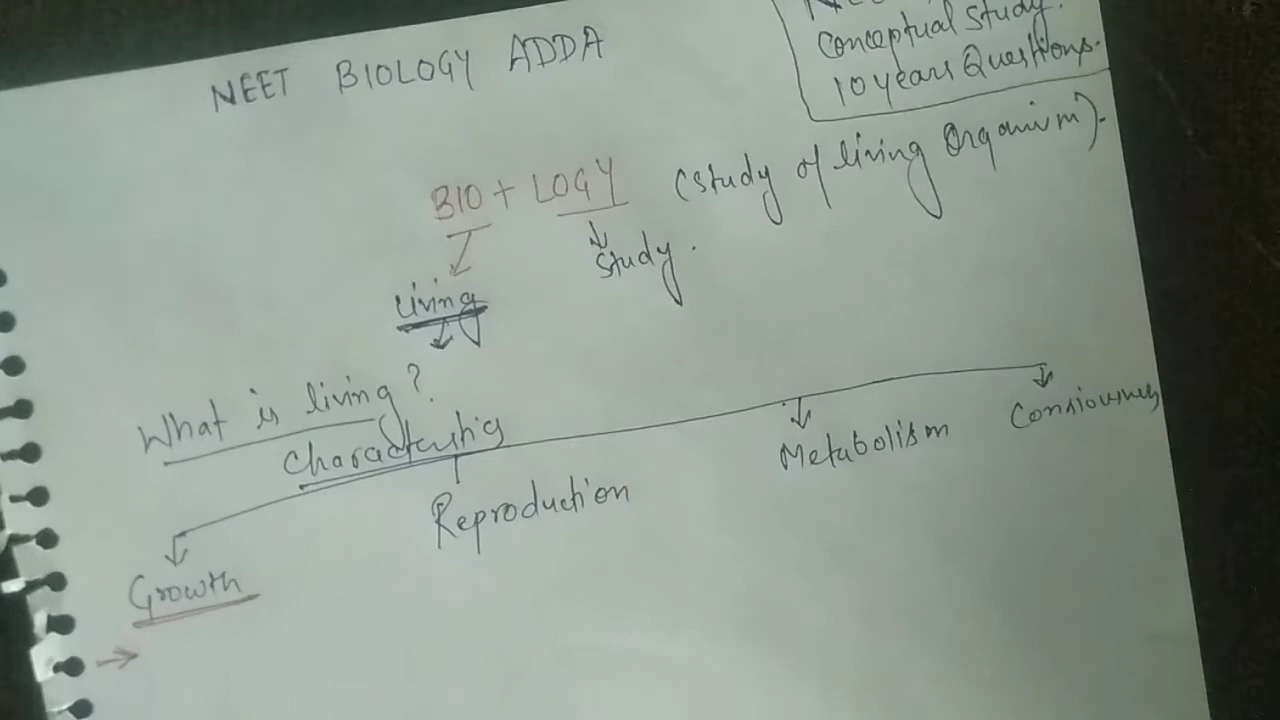 NEET BIOLOGY ADDA
Conceptual study.
10 years Questions.
BIO + LOGY (study of living Organism).
Living
study.
What is living?
Characteristics
Growth
Reproduction
Metabolism
Consiousness